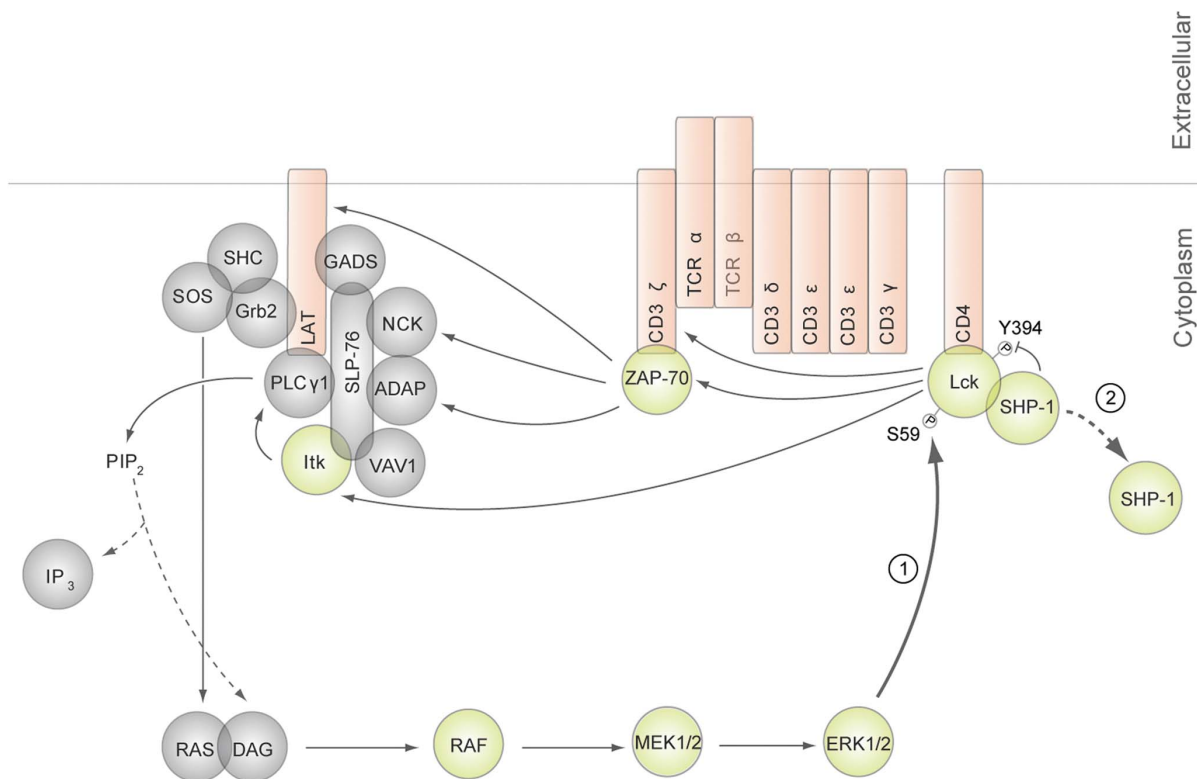 Extracellular
Cytoplasm
TCR α
TCR β
CD3 ζ
CD3 δ
CD3 ε
CD3 ε
CD3 γ
CD4
LAT
SHC
GADS
SOS
Grb2
NCK
SLP-76
Y394
P
ZAP-70
Lck
PLCγ1
ADAP
SHP-1
2
S59
P
PIP2
Itk
VAV1
SHP-1
IP3
1
RAS
DAG
RAF
MEK1/2
ERK1/2